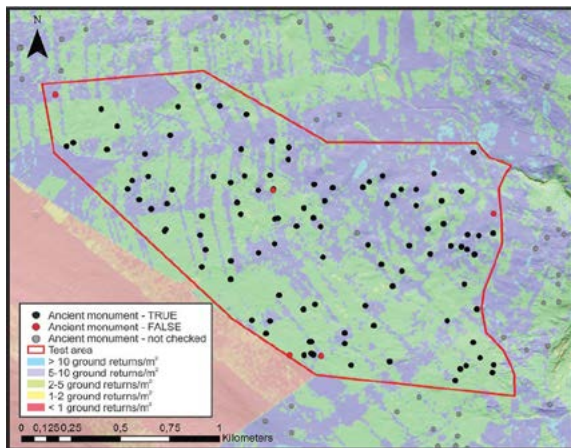 N
Ancient monument - TRUE
Ancient monument - FALSE
Ancient monument - not checked
Test area
> 10 ground returns/m²
5-10 ground returns/m²
2-5 ground returns/m²
1-2 ground returns/m²
< 1 ground returns/m²
0 0,125 0,25 0,5 0,75 1
Kilometers